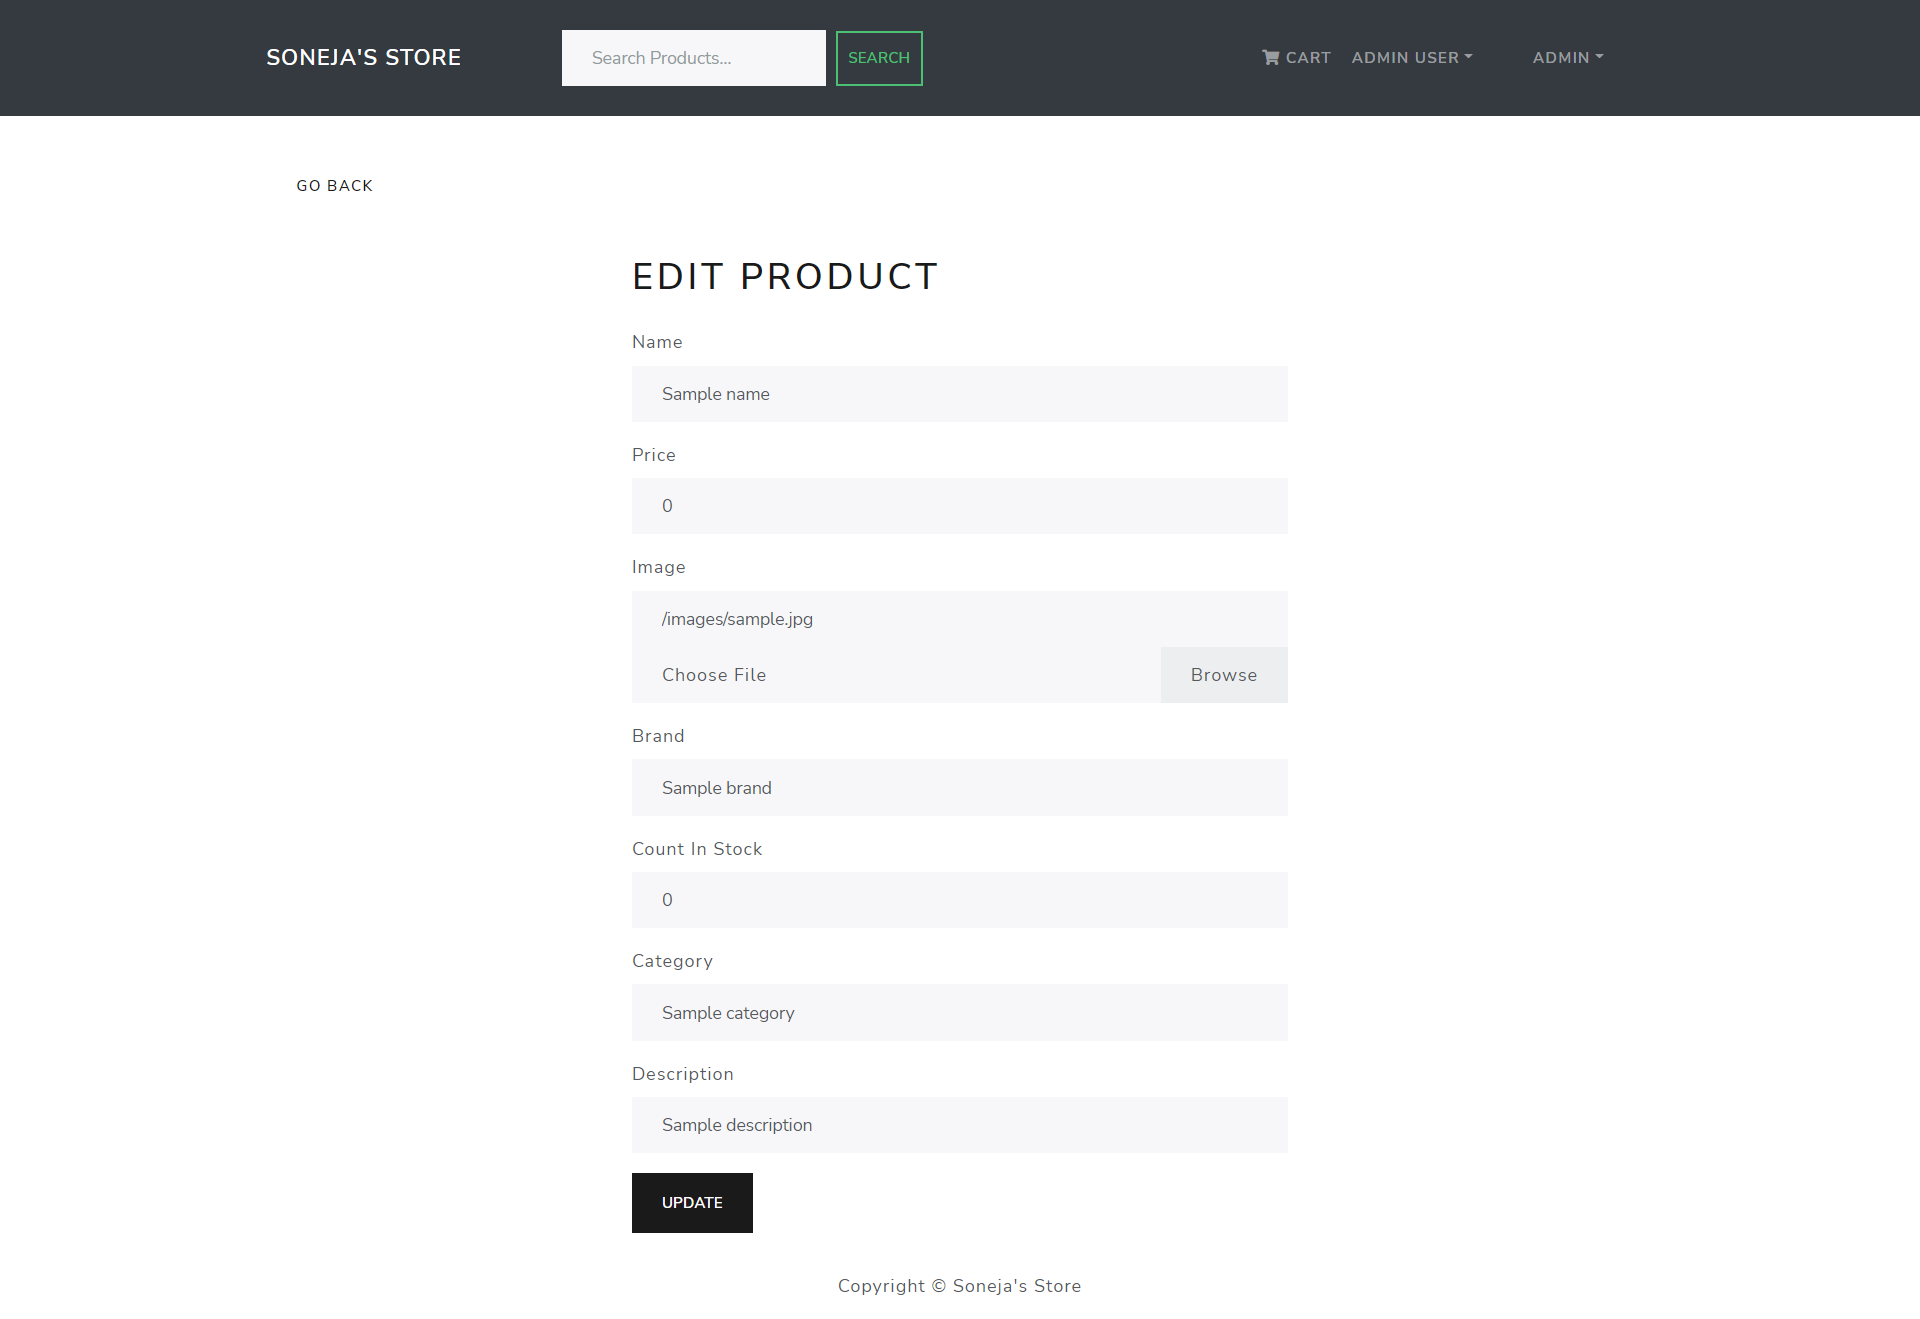 SONEJA'S STORE
Search Products...
SEARCH
CART
ADMIN USER
ADMIN
GO BACK
EDIT PRODUCT
Name
Sample name
Price
0
Image
/images/sample.jpg
Choose File
Browse
Brand
Sample brand
Count In Stock
0
Category
Sample category
Description
Sample description
UPDATE
Copyright © Soneja's Store